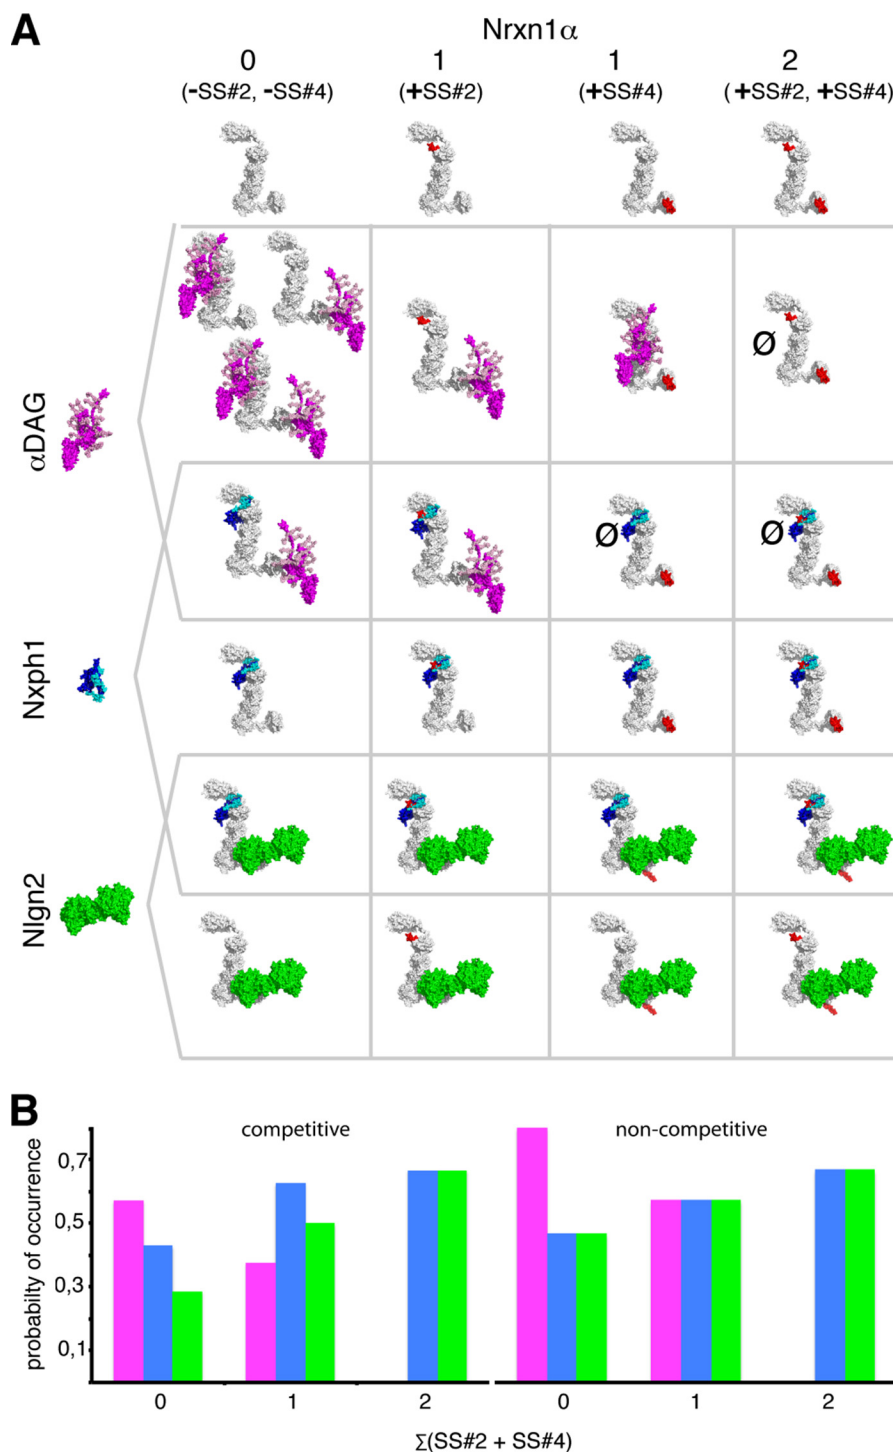 A
Nrxn1α
0 1 1 2
(-SS#2, -SS#4) (+SS#2) (+SS#4) (+SS#2, +SS#4)
αDAG
Ø
Ø Ø
Nxph1
Nlgn2
B
competitive non-competitive
probabilty of occurrence
0,7
0,5
0,3
0,1
0 1 2 0 1 2
Σ(SS#2 + SS#4)